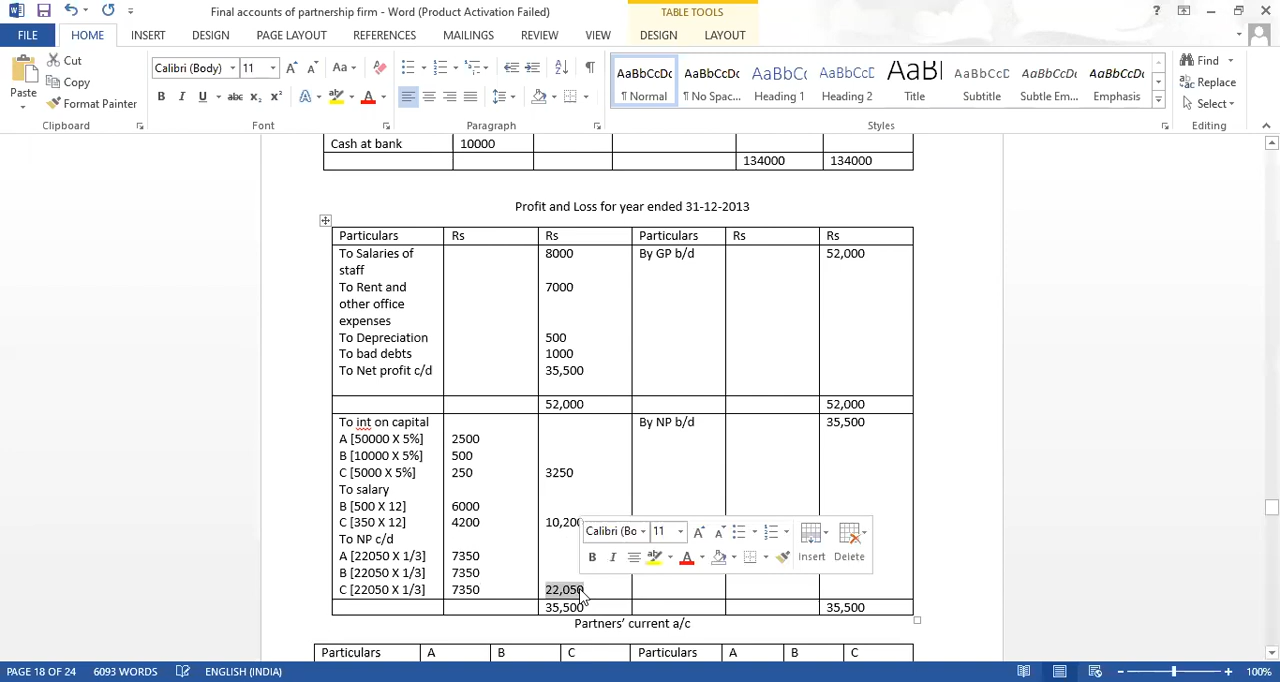 Final accounts of partnership firm - Word (Product Activation Failed)
TABLE TOOLS
FILE HOME INSERT DESIGN PAGE LAYOUT REFERENCES MAILINGS REVIEW VIEW DESIGN LAYOUT
Paste
Cut
Copy
Format Painter
Clipboard
Calibri (Body) 11
Font
Paragraph
AaBbCcDc AaBbCcDc AaBbCc AaBbCcC AaBI AaBbCcC AaBbCcDc AaBbCcDc
¶ Normal ¶ No Spac... Heading 1 Heading 2 Title Subtitle Subtle Em... Emphasis
Styles
Find
Replace
Select
Editing
Cash at bank 10000
134000 134000
Profit and Loss for year ended 31-12-2013
Particulars Rs Rs Particulars Rs Rs
To Salaries of 8000 By GP b/d 52,000
staff
To Rent and 7000
other office
expenses
To Depreciation 500
To bad debts 1000
To Net profit c/d 35,500
52,000 52,000
To int on capital By NP b/d 35,500
A [50000 X 5%] 2500
B [10000 X 5%] 500
C [5000 X 5%] 250 3250
To salary
B [500 X 12] 6000
C [350 X 12] 4200 10,200
To NP c/d
A [22050 X 1/3] 7350
B [22050 X 1/3] 7350
C [22050 X 1/3] 7350 22,050
35,500 35,500
Calibri (Bo 11
B I Insert Delete
Partners’ current a/c
Particulars A B C Particulars A B C
PAGE 18 OF 24 6093 WORDS ENGLISH (INDIA) 100%